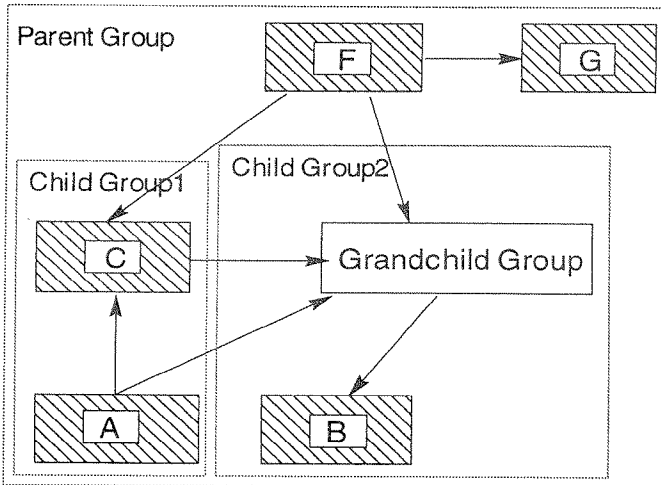 Parent Group
F
G
Child Group1
Child Group2
C
Grandchild Group
A
B